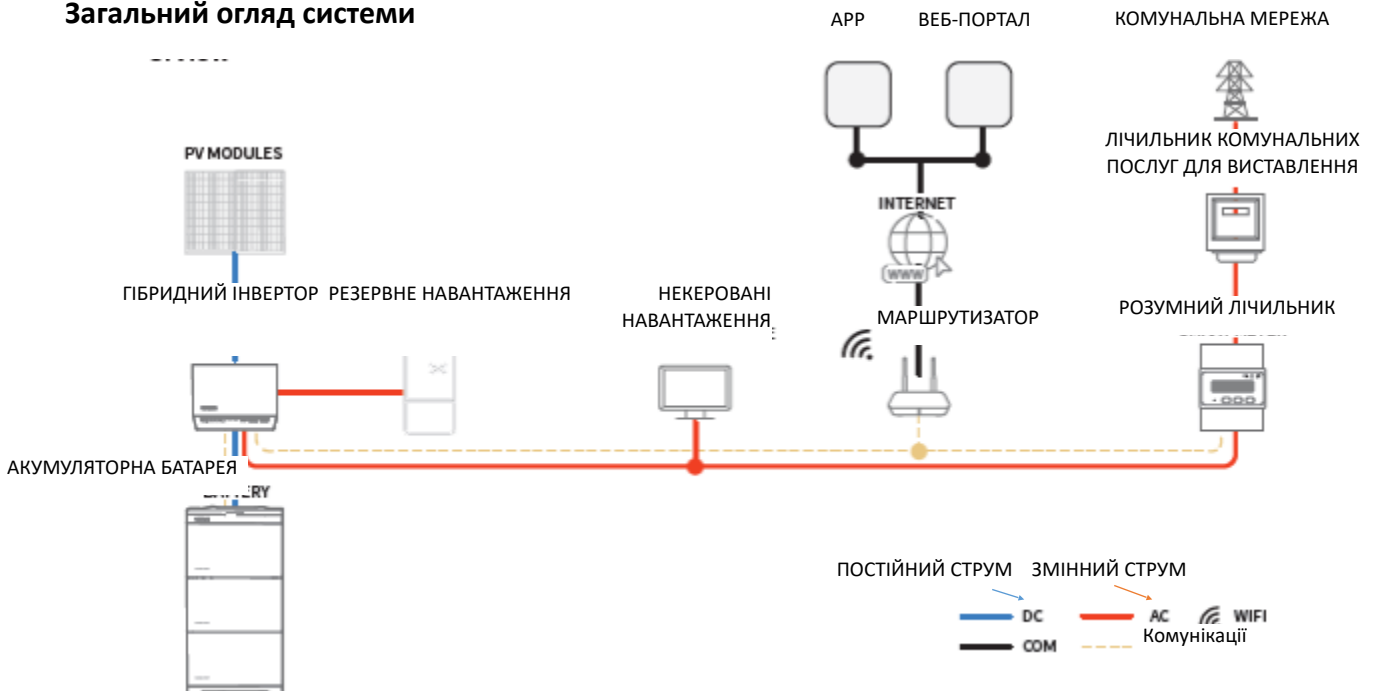 Загальний огляд системи
APP
ВЕБ-ПОРТАЛ
КОМУНАЛЬНА МЕРЕЖА
PV MODULES
ЛІЧИЛЬНИК КОМУНАЛЬНИХ
ПОСЛУГ ДЛЯ ВИСТАВЛЕННЯ
INTERNET
WWW
ГІБРИДНИЙ ІНВЕРТОР
РЕЗЕРВНЕ НАВАНТАЖЕННЯ
НЕКЕРОВАНІ
НАВАНТАЖЕННЯ
МАРШРУТИЗАТОР
РОЗУМНИЙ ЛІЧИЛЬНИК
АКУМУЛЯТОРНА БАТАРЕЯ
ПОСТІЙНИЙ СТРУМ
ЗМІННИЙ СТРУМ
DC
AC
WIFI
COM
Комунікації